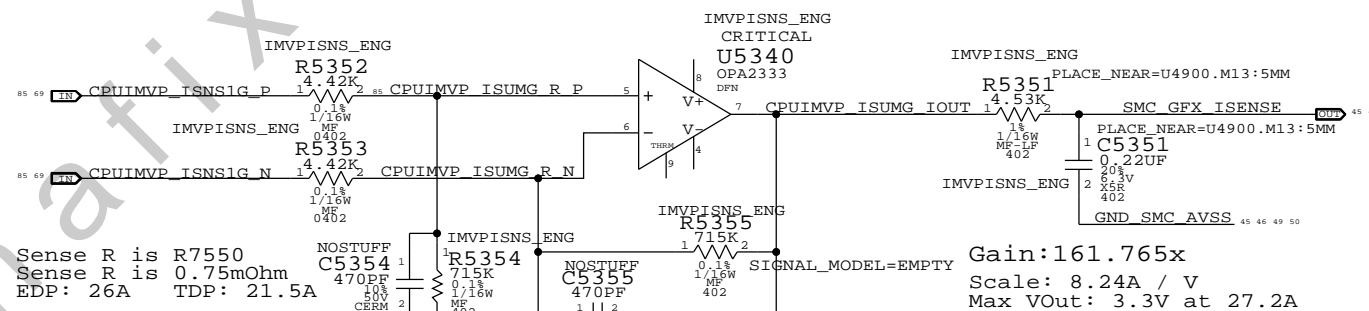 IMVPISNS_ENG
CRITICAL
U5340
OPA2333
DFN
IMVPISNS_ENG
R5352
4.42K
1 2
0.1%
1/16W
MF
0402
85 69 IN CPUIMVP_ISNS1G_P
85 CPUIMVP_ISUMG_R_P
5 + V+ 8
6 - V- 4
7
THRM
9
IMVPISNS_ENG
R5353
4.42K
1 2
0.1%
1/16W
MF
0402
85 69 IN CPUIMVP_ISNS1G_N
CPUIMVP_ISUMG_R_N
CPUIMVP_ISUMG_IOUT
IMVPISNS_ENG
R5351
PLACE_NEAR=U4900.M13:5MM
4.53K
1 2
1%
1/16W
MF-LF
402
SMC_GFX_ISENSE
OUT 45
PLACE_NEAR=U4900.M13:5MM
1 C5351
0.22UF
20%
6.3V
2 X5R
402
IMVPISNS_ENG
GND_SMC_AVSS 45 46 49 50
IMVPISNS_ENG
R5355
715K
1 2
0.1%
1/16W
MF
402
SIGNAL_MODEL=EMPTY
Sense R is R7550
Sense R is 0.75mOhm
EDP: 26A TDP: 21.5A
NOSTUFF
C5354 1
470PF
10%
50V
CERM 2
IMVPISNS_ENG
1 R5354
715K
0.1%
1/16W
MF
402
NOSTUFF
C5355
470PF
1 2
Gain:161.765x
Scale: 8.24A / V
Max VOut: 3.3V at 27.2A
afix